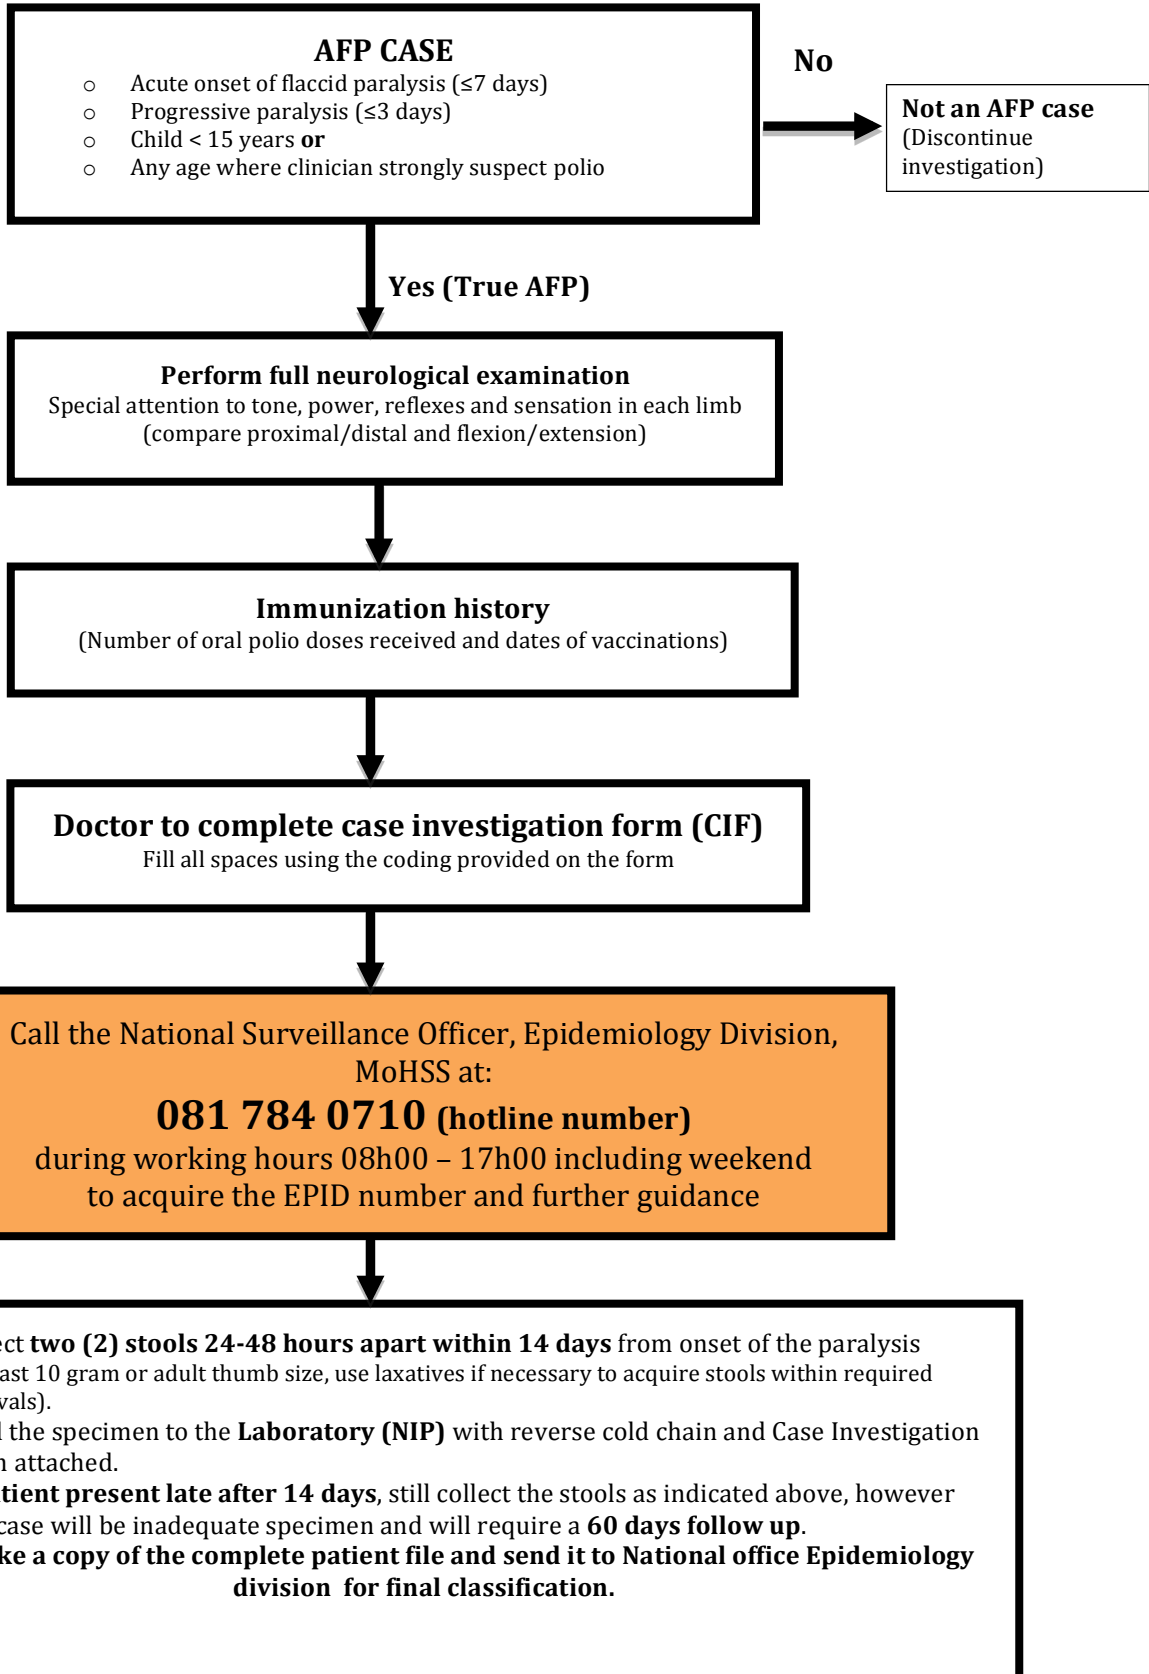 AFP CASE
o Acute onset of flaccid paralysis (≤7 days)
o Progressive paralysis (≤3 days)
o Child < 15 years or
o Any age where clinician strongly suspect polio
No
Not an AFP case
(Discontinue
investigation)
Yes (True AFP)
Perform full neurological examination
Special attention to tone, power, reflexes and sensation in each limb
(compare proximal/distal and flexion/extension)
Immunization history
(Number of oral polio doses received and dates of vaccinations)
Doctor to complete case investigation form (CIF)
Fill all spaces using the coding provided on the form
Call the National Surveillance Officer, Epidemiology Division,
MoHSS at:
081 784 0710 (hotline number)
during working hours 08h00 – 17h00 including weekend
to acquire the EPID number and further guidance
two (2) stools 24-48 hours apart within 14 days from onset of the paralysis
10 gram or adult thumb size, use laxatives if necessary to acquire stools within required
the specimen to the Laboratory (NIP) with reverse cold chain and Case Investigation
attached.
present late after 14 days, still collect the stools as indicated above, however
case will be inadequate specimen and will require a 60 days follow up.
a copy of the complete patient file and send it to National office Epidemiology
division for final classification.